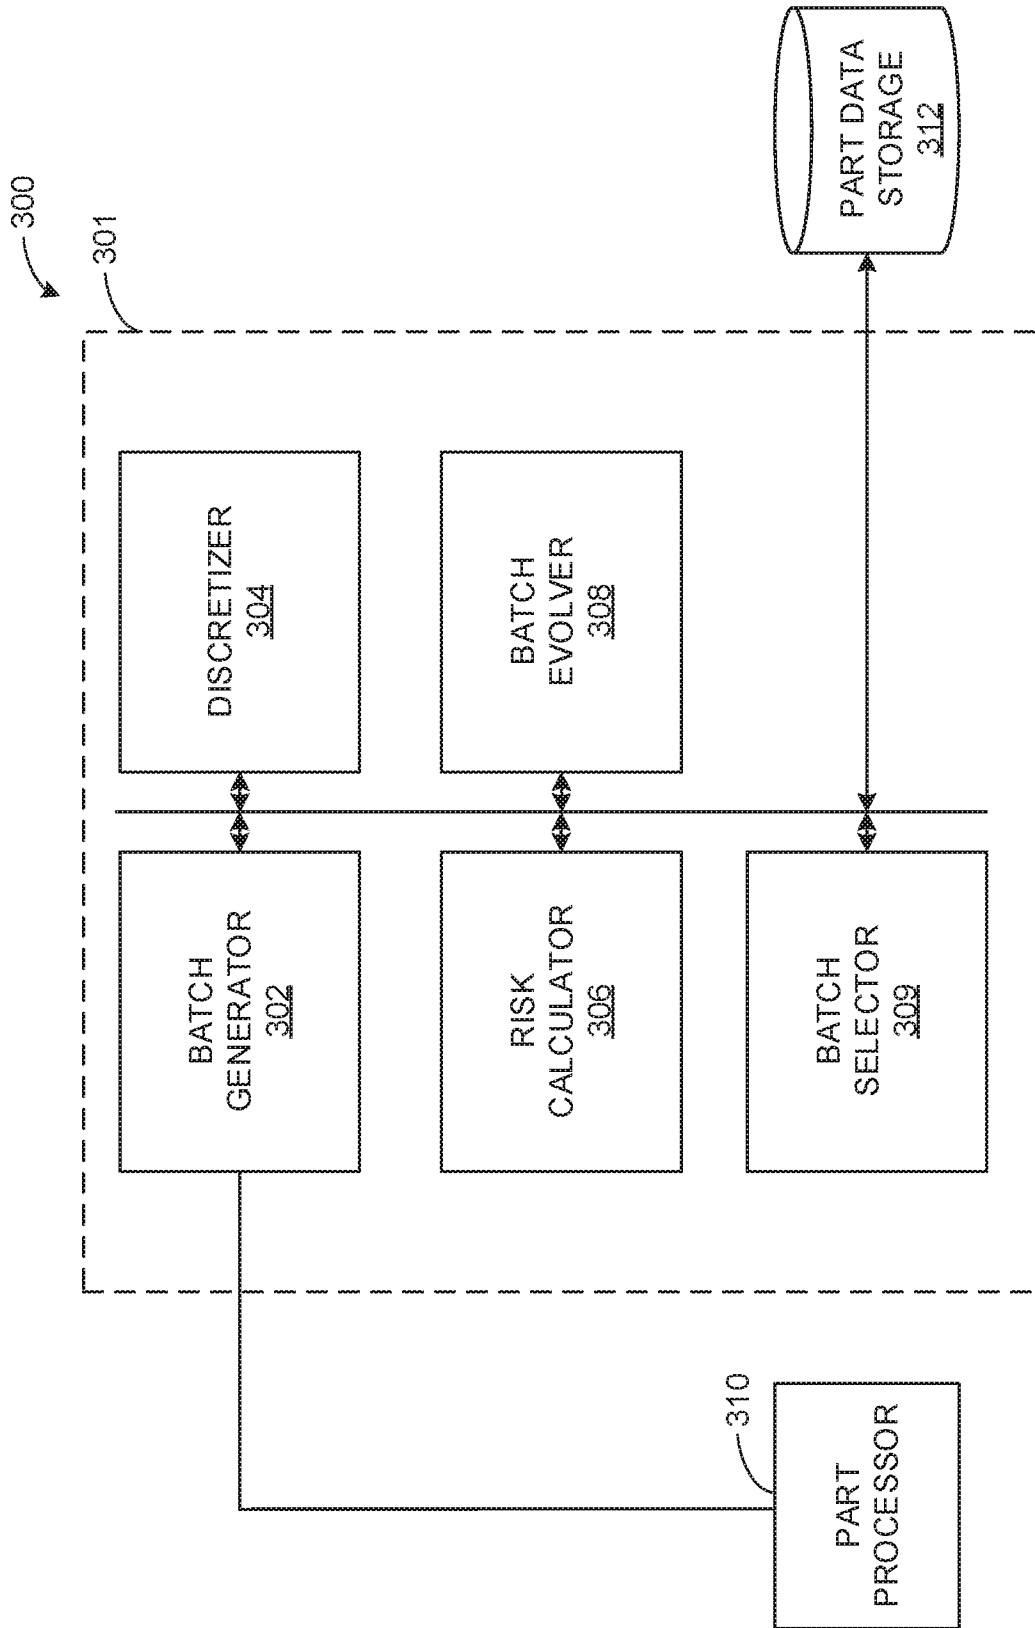 300
301
BATCH
GENERATOR
302
DISCRETIZER
304
RISK
CALCULATOR
306
BATCH
EVOLVER
308
BATCH
SELECTOR
309
310
PART
PROCESSOR
PART DATA
STORAGE
312